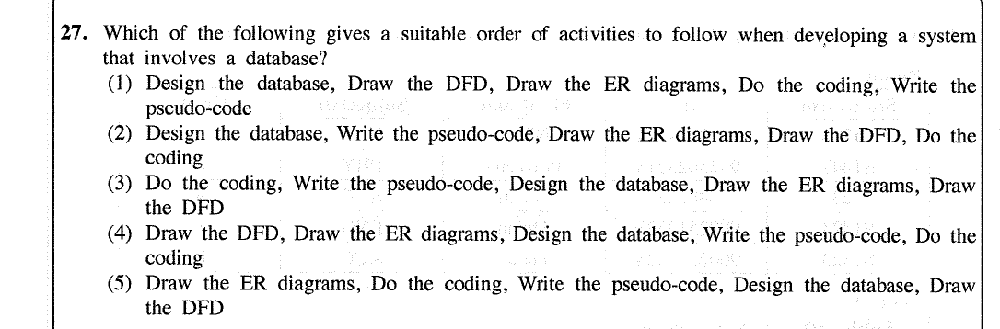 27. Which of the following gives a suitable order of activities to follow when developing a system
that involves a database?
(1) Design the database, Draw the DFD, Draw the ER diagrams, Do the coding, Write the
pseudo-code
(2) Design the database, Write the pseudo-code, Draw the ER diagrams, Draw the DFD, Do the
coding
(3) Do the coding, Write the pseudo-code, Design the database, Draw the ER diagrams, Draw
the DFD
(4) Draw the DFD, Draw the ER diagrams, Design the database, Write the pseudo-code, Do the
coding
(5) Draw the ER diagrams, Do the coding, Write the pseudo-code, Design the database, Draw
the DFD